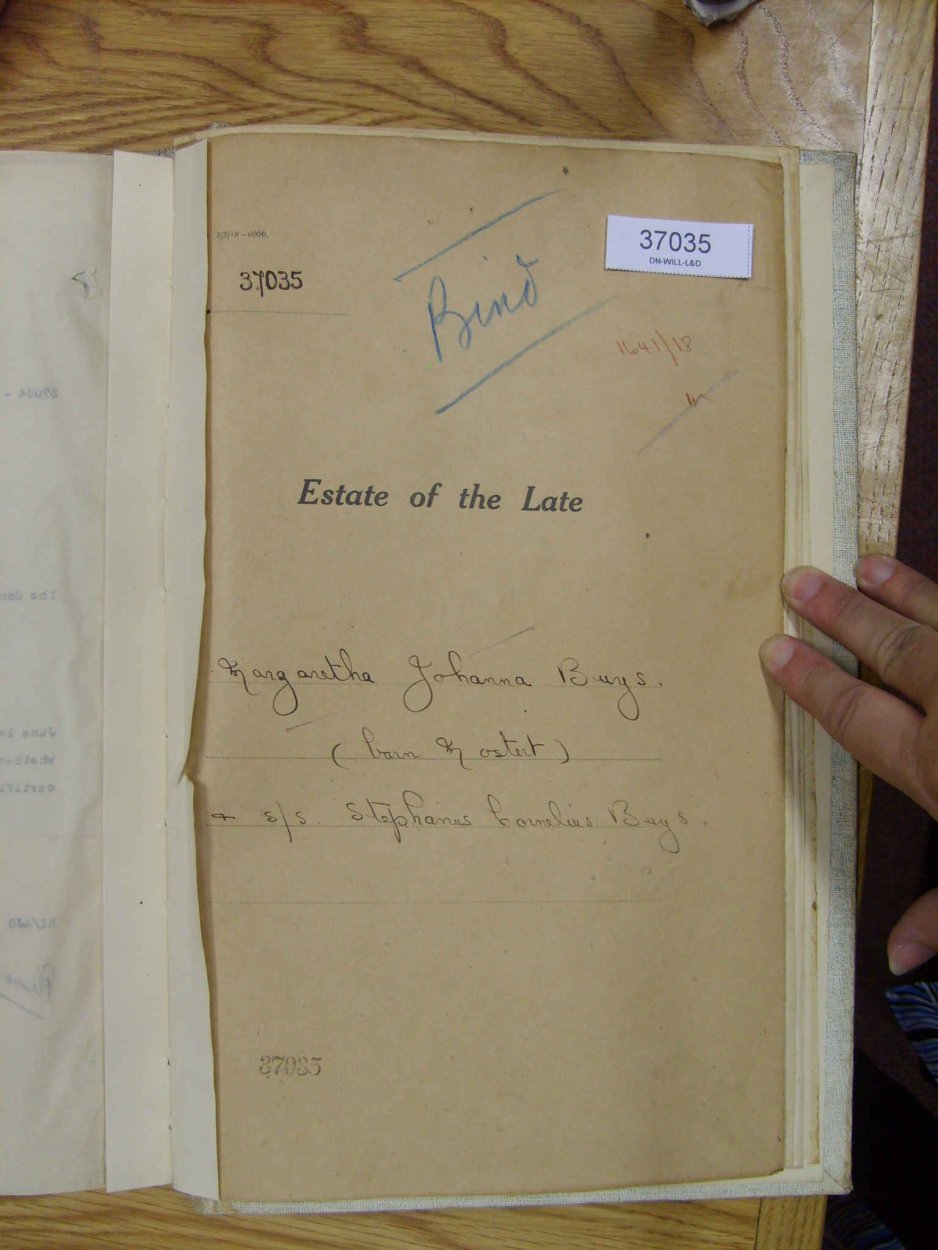 37035
DN-WILL-L&D
37035
Bind
1641/18
Estate of the Late
Margaretha Johanna Buys.
(born Mostert)
+ s/s. Stephanus Cornelius Buys.
37035